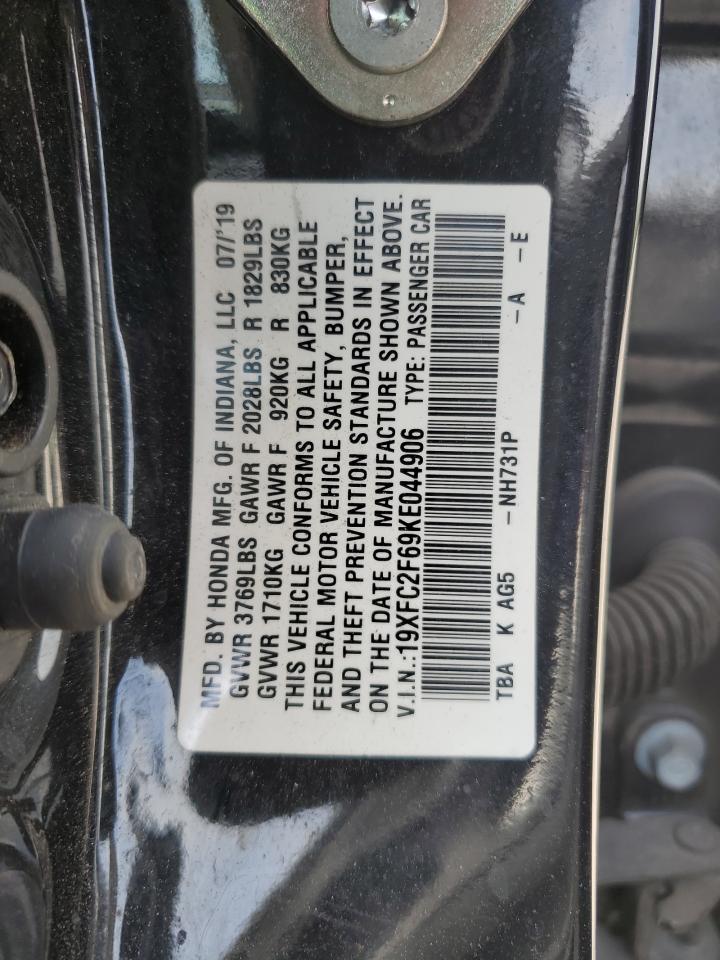 MFD. BY HONDA MFG. OF INDIANA, LLC 07/'19
GVWR 3769LBS GAWR F 2028LBS R 1829LBS
GVWR 1710KG GAWR F 920KG R 830KG
THIS VEHICLE CONFORMS TO ALL APPLICABLE
FEDERAL MOTOR VEHICLE SAFETY, BUMPER,
AND THEFT PREVENTION STANDARDS IN EFFECT
ON THE DATE OF MANUFACTURE SHOWN ABOVE.
V.I.N.:19XFC2F69KE044906 TYPE: PASSENGER CAR
TBA K AG5 -NH731P -A -E